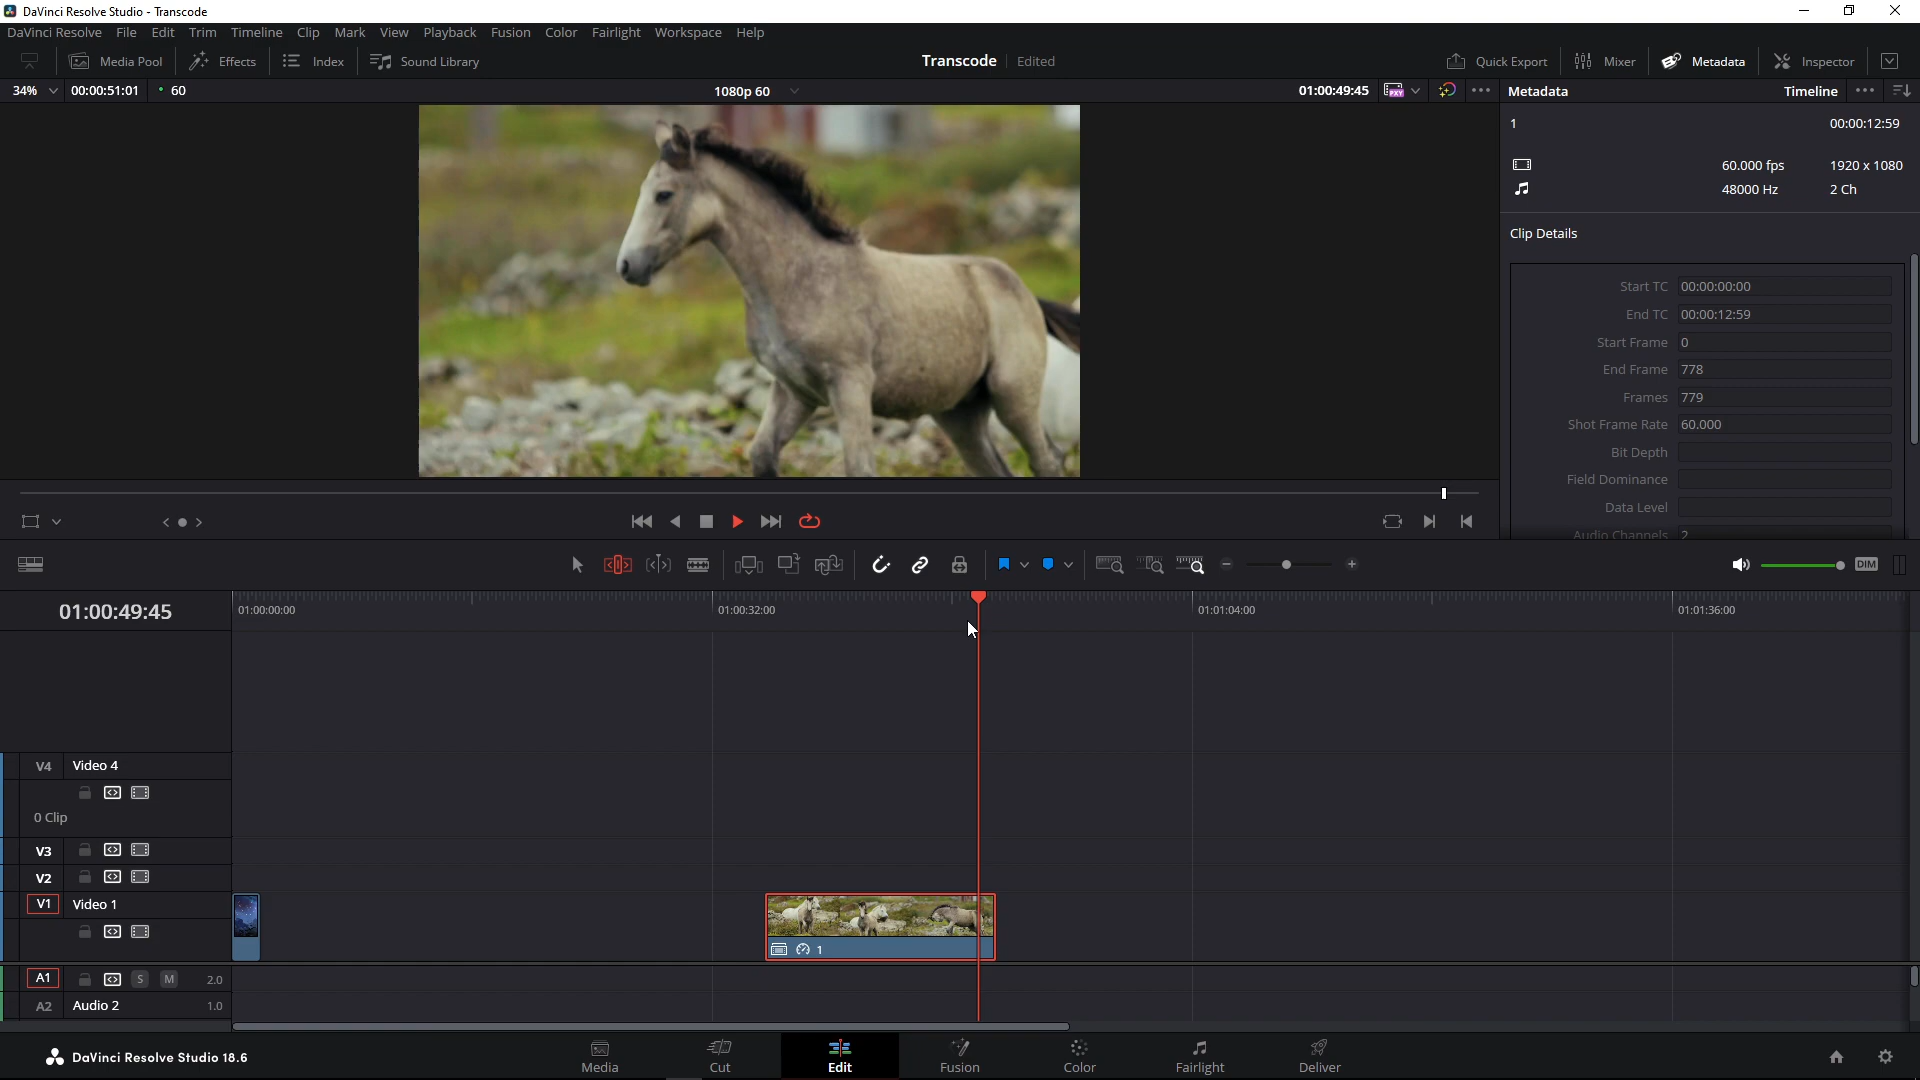 DaVinci Resolve Studio - Transcode
DaVinci Resolve File Edit Trim Timeline Clip Mark View Playback Fusion Color Fairlight Workspace Help
Media Pool Effects Index Sound Library Transcode Edited Quick Export Mixer Metadata Inspector
34% 00:00:51:01 60 1080p 60 01:00:49:45 PXY Metadata Timeline
1 00:00:12:59
60.000 fps 1920 x 1080
48000 Hz 2 Ch
Clip Details
Start TC 00:00:00:00
End TC 00:00:12:59
Start Frame 0
End Frame 778
Frames 779
Shot Frame Rate 60.000
Bit Depth
Field Dominance
Data Level
Audio Channels 2
DIM
01:00:49:45 01:00:00:00 01:00:32:00 01:01:04:00 01:01:36:00
V4 Video 4
0 Clip
V3
V2
V1 Video 1
1
A1 S M 2.0
A2 Audio 2 1.0
DaVinci Resolve Studio 18.6 Media Cut Edit Fusion Color Fairlight Deliver